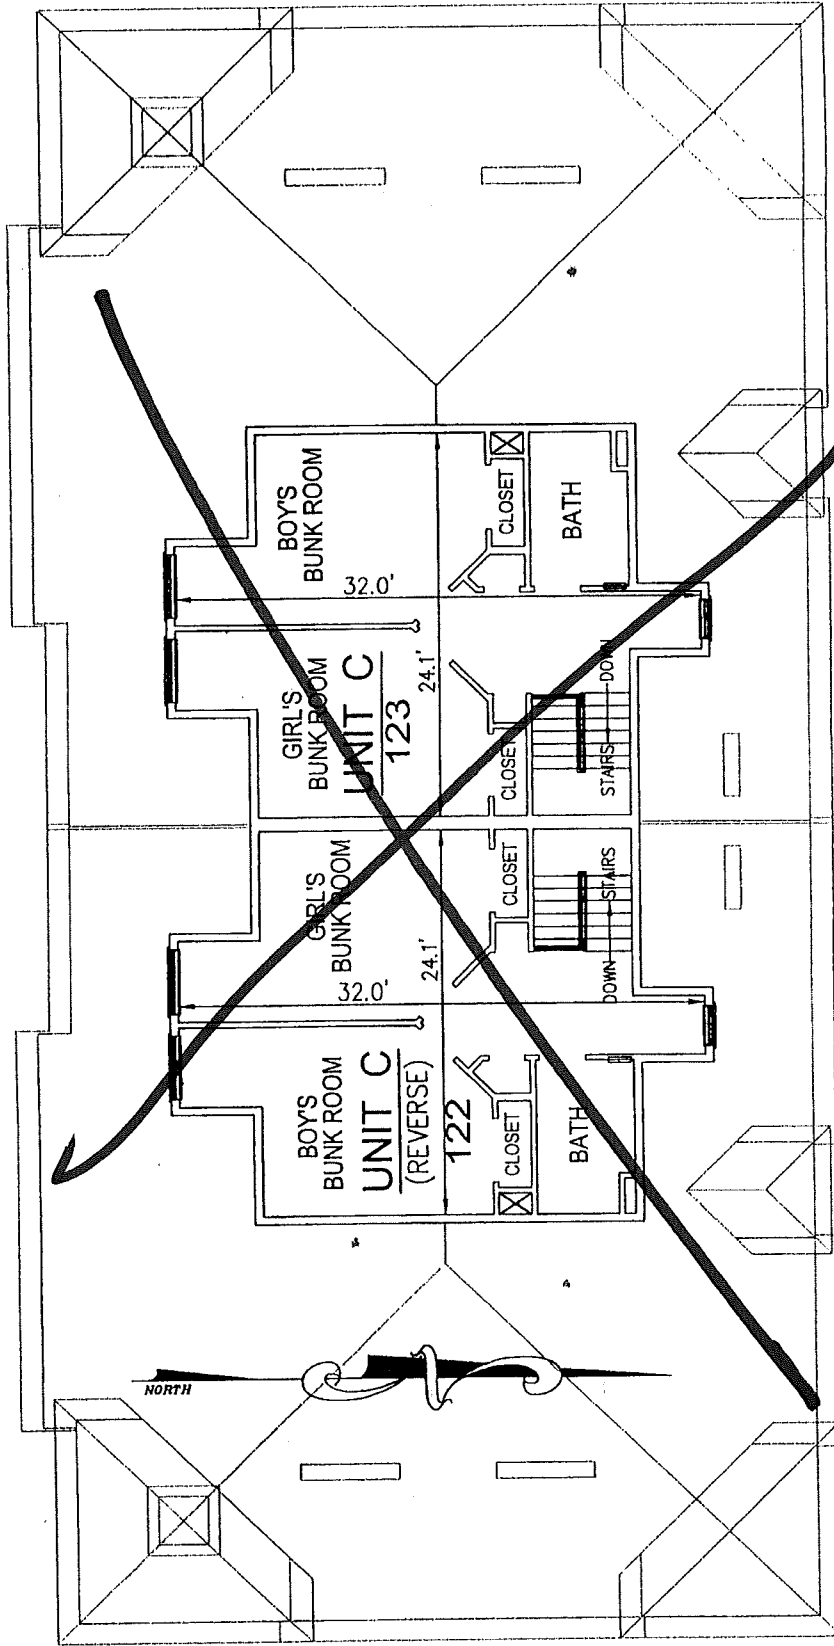 BOY'S
BUNK ROOM
CLOSET
BATH
32.0'
GIRL'S
BUNK ROOM
UNIT C
123
24.1'
CLOSET
STAIRS
DOWN
GIRL'S
BUNK ROOM
CLOSET
STAIRS
DOWN
24.1'
32.0'
BOY'S
BUNK ROOM
UNIT C
(REVERSE)
122
CLOSET
BATH
NORTH